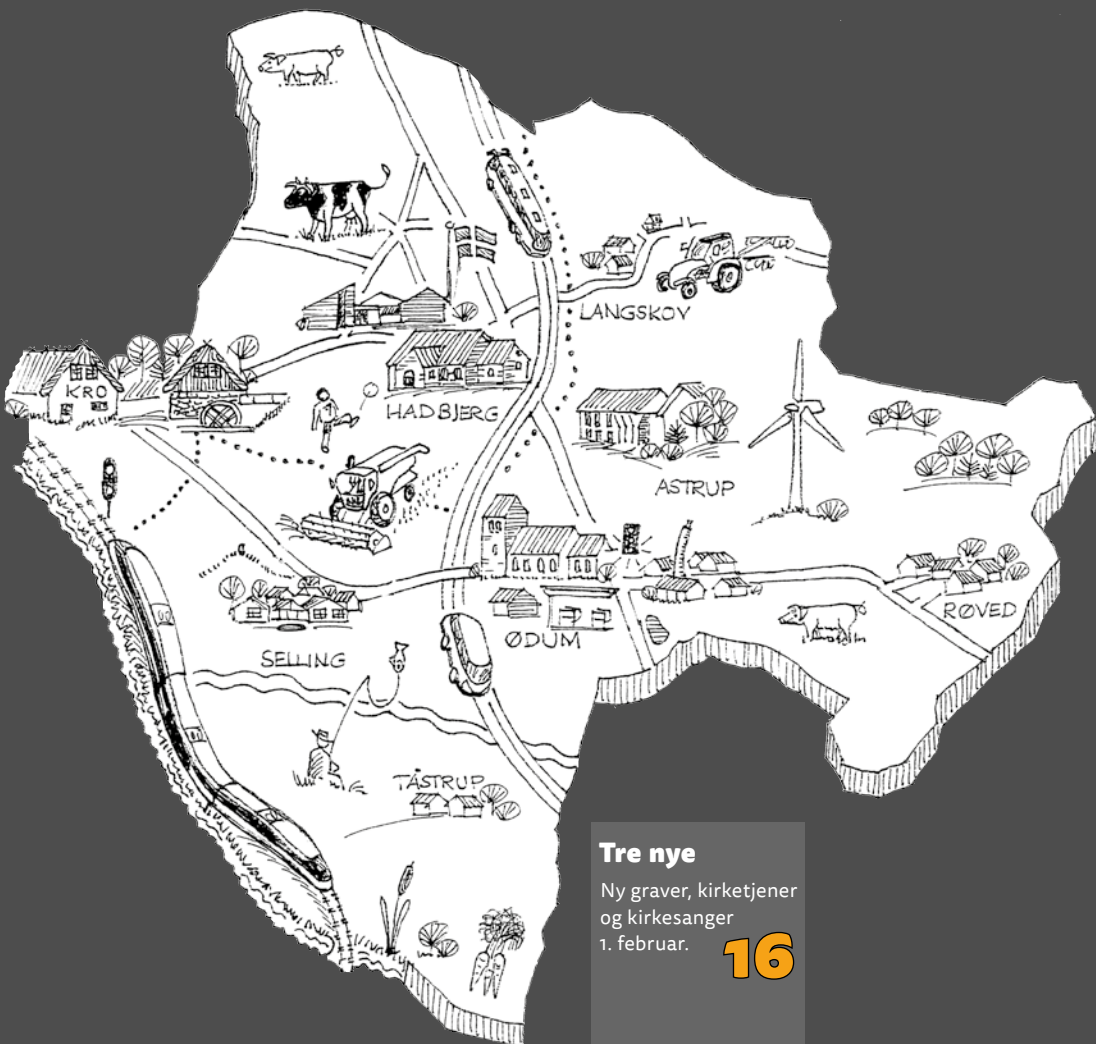 LANGSKOV
KRO
HADBJERG
ASTRUP
RØVED
ØDUM
SELLING
TÅSTRUP
Tre nye
Ny graver, kirketjener
og kirkesanger
1. februar.
16